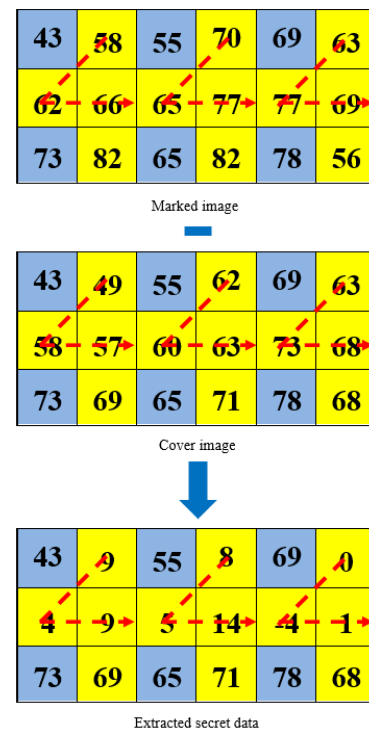 43 58 55 70 69 63
62 66 65 77 77 69
73 82 65 82 78 56
Marked image
43 49 55 62 69 63
58 57 60 63 73 68
73 69 65 71 78 68
Cover image
43 9 55 8 69 0
4 9 5 14 -4 1
73 69 65 71 78 68
Extracted secret data